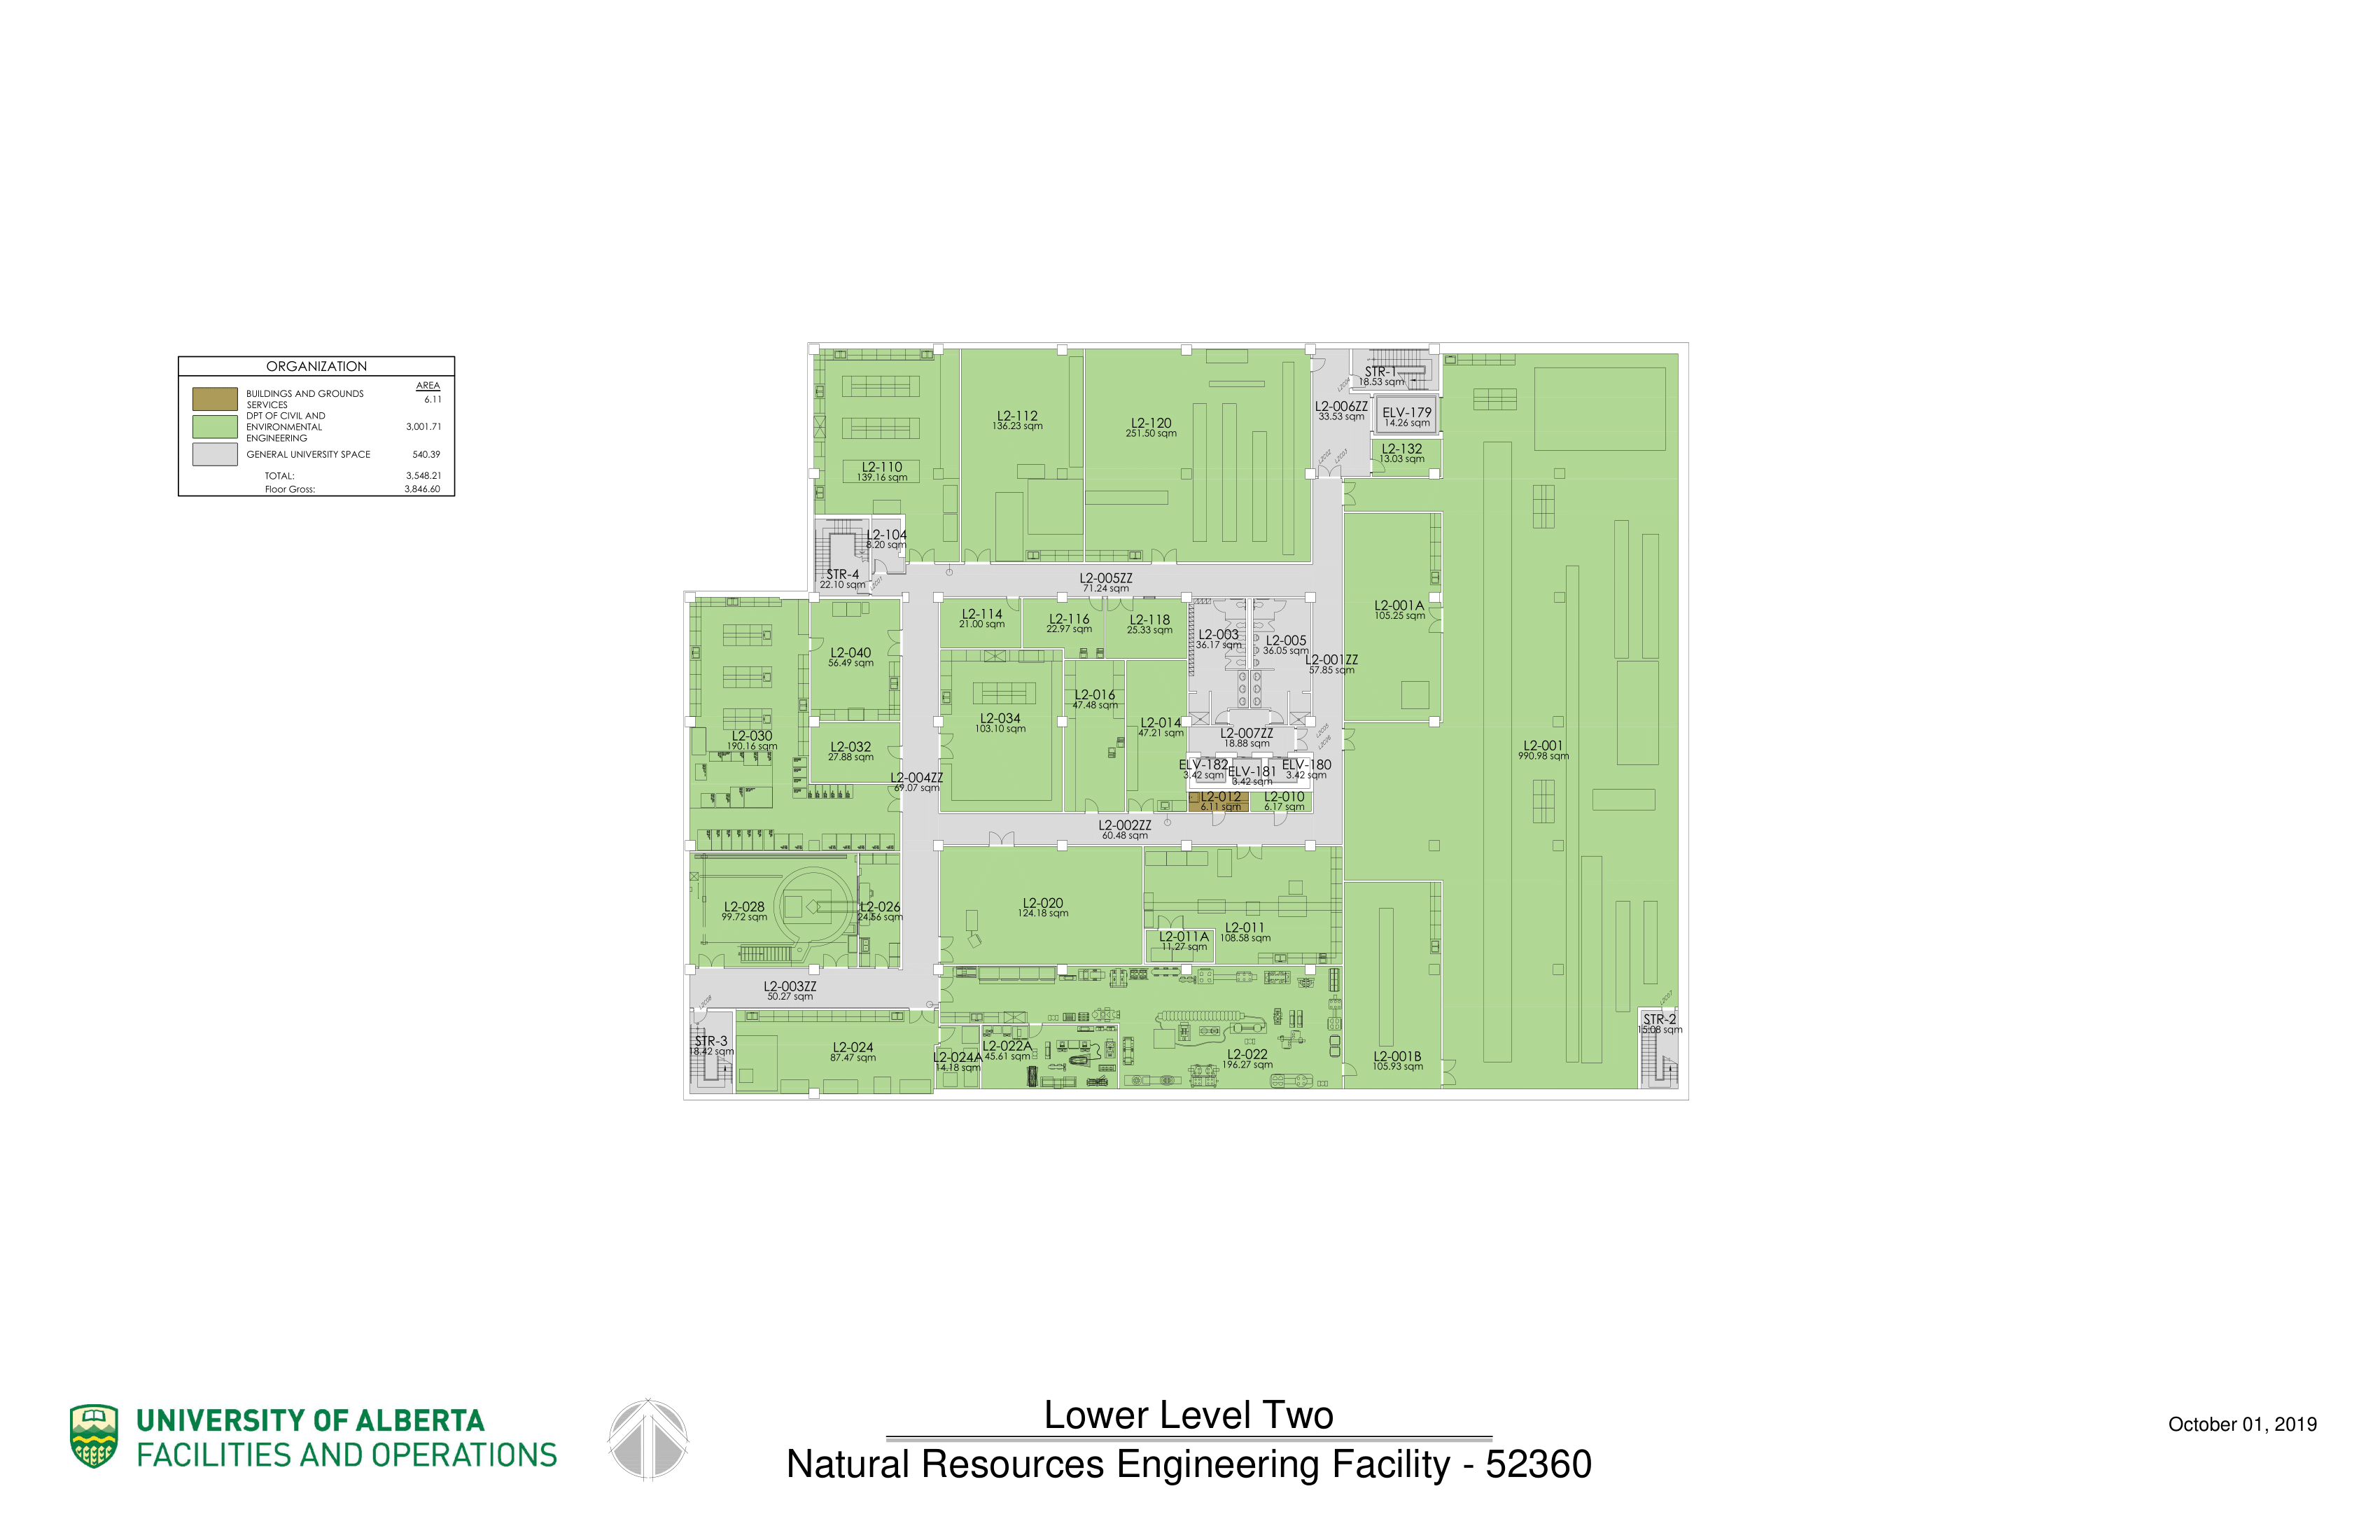 ORGANIZATION
AREA
BUILDINGS AND GROUNDS
SERVICES
6.11
DPT OF CIVIL AND
ENVIRONMENTAL
ENGINEERING
3,001.71
GENERAL UNIVERSITY SPACE 540.39
TOTAL: 3,548.21
Floor Gross: 3,846.60
STR-1
18.53 sqm
L2-006ZZ
33.53 sqm
ELV-179
14.26 sqm
L2-112
136.23 sqm
L2-120
251.50 sqm
L2-132
13.03 sqm
L2-110
139.16 sqm
L2-104
8.20 sqm
STR-4
22.10 sqm
L2-005ZZ
71.24 sqm
L2-001A
105.25 sqm
L2-114
21.00 sqm
L2-116
22.97 sqm
L2-118
25.33 sqm
L2-003
36.17 sqm
L2-005
36.05 sqm
L2-001ZZ
57.85 sqm
L2-040
56.49 sqm
L2-016
47.48 sqm
L2-034
103.10 sqm
L2-014
47.21 sqm
L2-030
190.16 sqm
L2-032
27.88 sqm
L2-007ZZ
18.88 sqm
L2-001
990.98 sqm
ELV-182
3.42 sqm
ELV-181
3.42 sqm
ELV-180
3.42 sqm
L2-004ZZ
69.07 sqm
L2-012
6.11 sqm
L2-010
6.17 sqm
L2-002ZZ
60.48 sqm
L2-028
99.72 sqm
L2-026
24.56 sqm
L2-020
124.18 sqm
L2-011
108.58 sqm
L2-011A
11.27 sqm
L2-003ZZ
50.27 sqm
STR-3
18.42 sqm
L2-024
87.47 sqm
L2-024A
14.18 sqm
L2-022A
45.61 sqm
L2-022
196.27 sqm
L2-001B
105.93 sqm
STR-2
15.08 sqm
UNIVERSITY OF ALBERTA
FACILITIES AND OPERATIONS
Lower Level Two
Natural Resources Engineering Facility - 52360
October 01, 2019